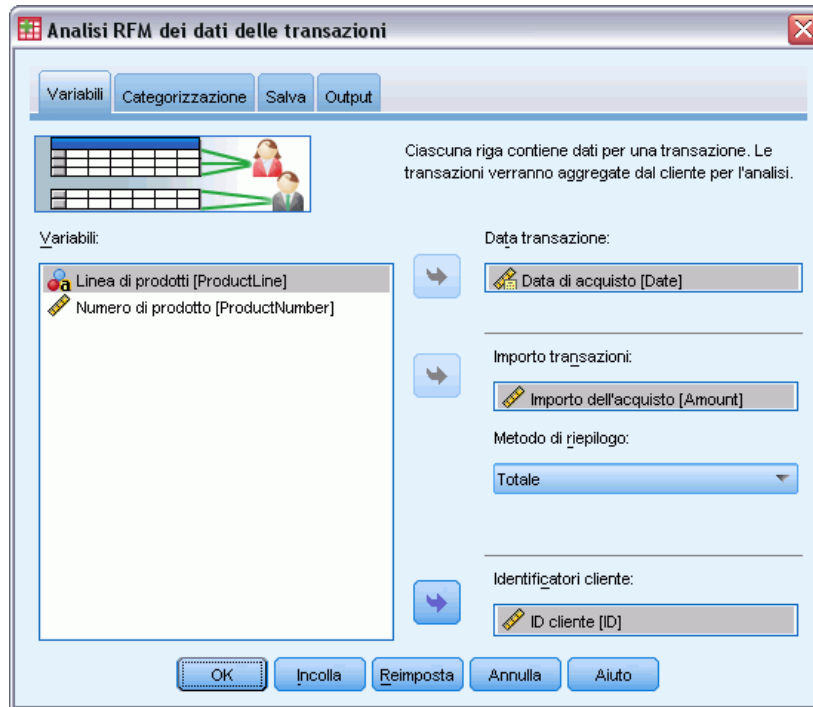 Analisi RFM dei dati delle transazioni
Variabili Categorizzazione Salva Output
Ciascuna riga contiene dati per una transazione. Le
transazioni verranno aggregate dal cliente per l'analisi.
Variabili:
Linea di prodotti [ProductLine]
Numero di prodotto [ProductNumber]
Data transazione:
Data di acquisto [Date]
Importo transazioni:
Importo dell'acquisto [Amount]
Metodo di riepilogo:
Totale
Identificatori cliente:
ID cliente [ID]
OK Incolla Reimposta Annulla Aiuto